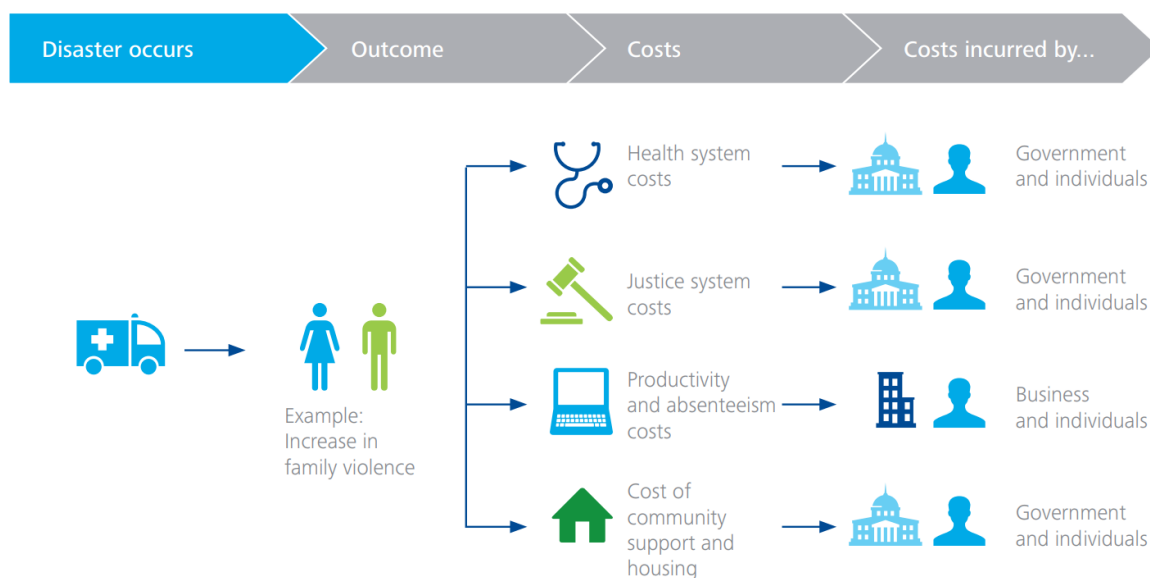 Disaster occurs
Outcome
Costs
Costs incurred by...
Example:
Increase in
family violence
Health system
costs
Government
and individuals
Justice system
costs
Government
and individuals
Productivity
and absenteeism
costs
Business
and individuals
Cost of
community
support and
housing
Government
and individuals